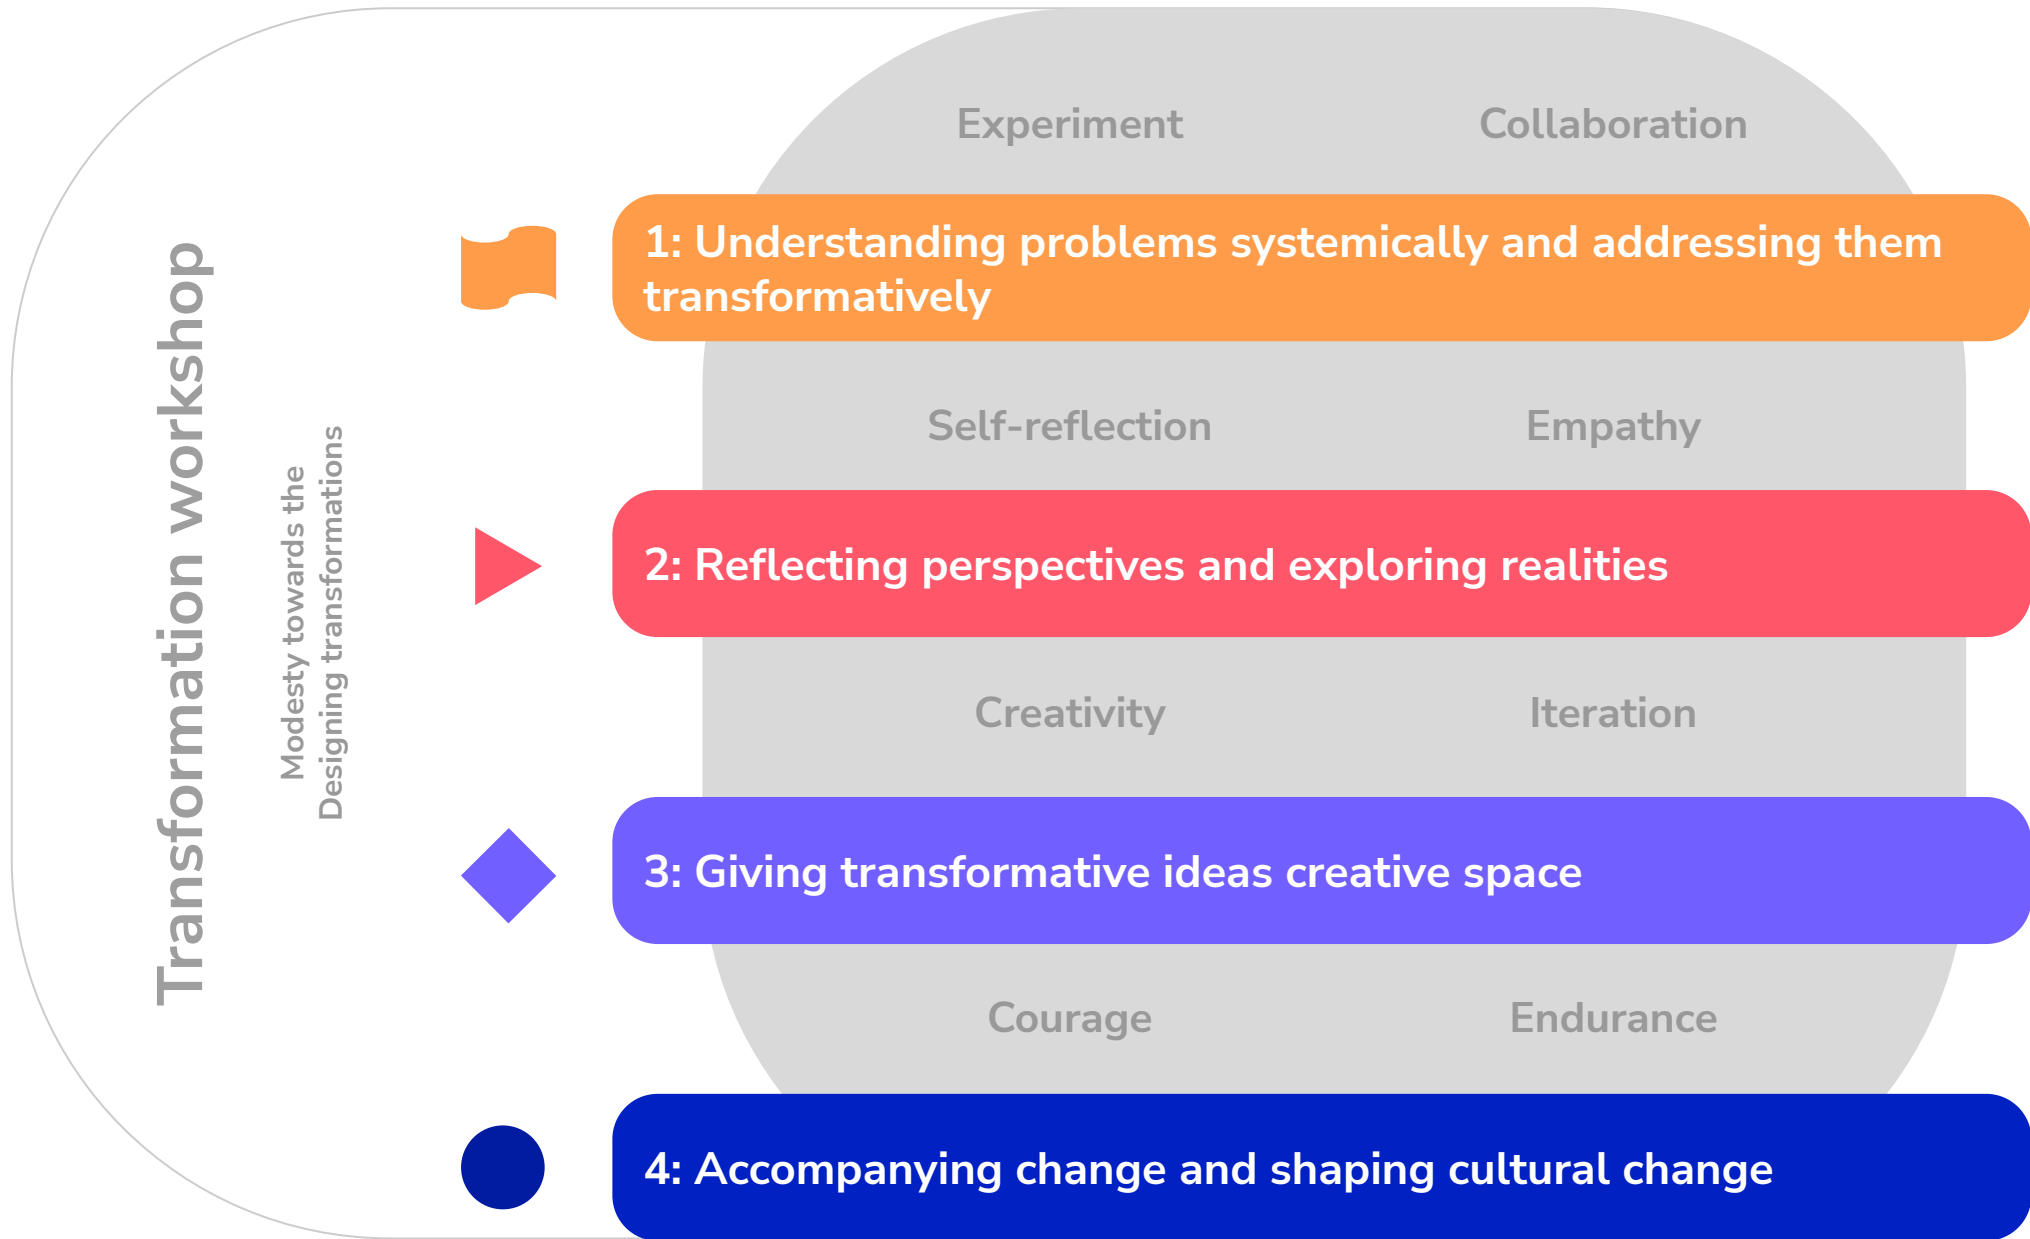 Transformation workshop
Modesty towards the
Designing transformations
Experiment
Collaboration
1: Understanding problems systemically and addressing them
transformatively
Self-reflection
Empathy
2: Reflecting perspectives and exploring realities
Creativity
Iteration
3: Giving transformative ideas creative space
Courage
Endurance
4: Accompanying change and shaping cultural change